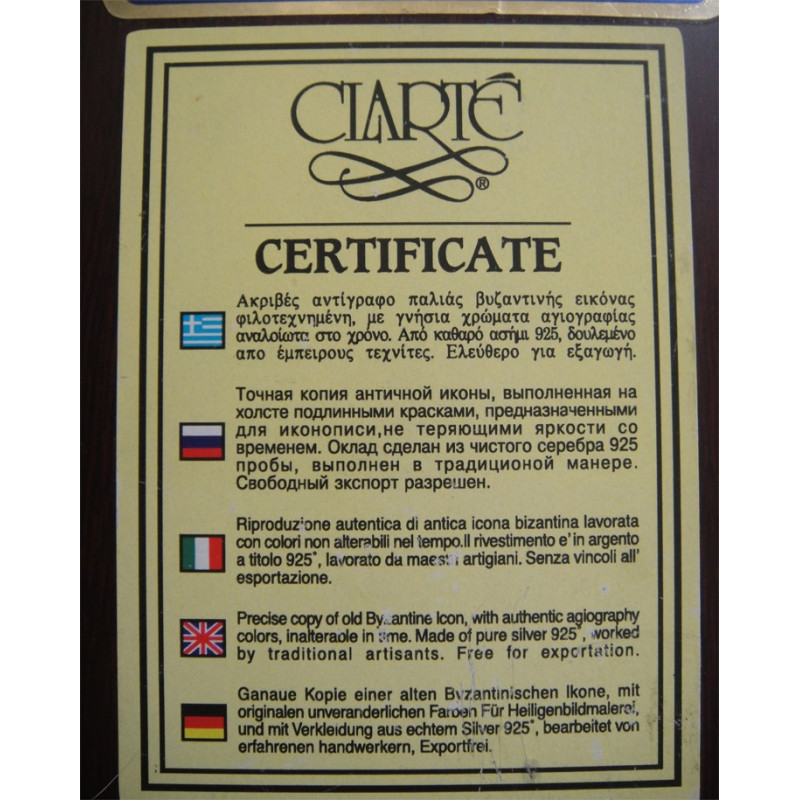 CLARTÉ
®
CERTIFICATE
Ακριβές αντίγραφο παλιάς βυζαντινής εικόνας
φιλοτεχνημένη, με γνήσια χρώματα αγιογραφίας
αναλοίωτα στο χρόνο. Από καθαρό ασήμι 925, δουλεμένο
απο έμπειρους τεχνίτες. Ελεύθερο για εξαγωγή.
Точная копия античной иконы, выполненная на
холсте подлинными красками, предназначенными
для иконописи,не теряющими яркости со
временем. Оклад сделан из чистого серебра 925
пробы, выполнен в традиционой манере.
Свободный зкспорт разрешен.
Riproduzione autentica di antica icona bizantina lavorata
con colori non alterabili nel tempo.Il rivestimento e' in argento
a titolo 925°, lavorato da maestri artigiani. Senza vincoli all'
esportazione.
Precise copy of old Byzantine Icon, with authentic agiography
colors, inalterable in time. Made of pure silver 925°, worked
by traditional artisants. Free for exportation.
Ganaue Kopie einer alten Byzantinischen Ikone, mit
originalen unveranderlichen Farben Für Heiligenbildmalerei,
und mit Verkleidung aus echtem Silver 925°, bearbeitet von
erfahrenen handwerkern, Exportfrei.